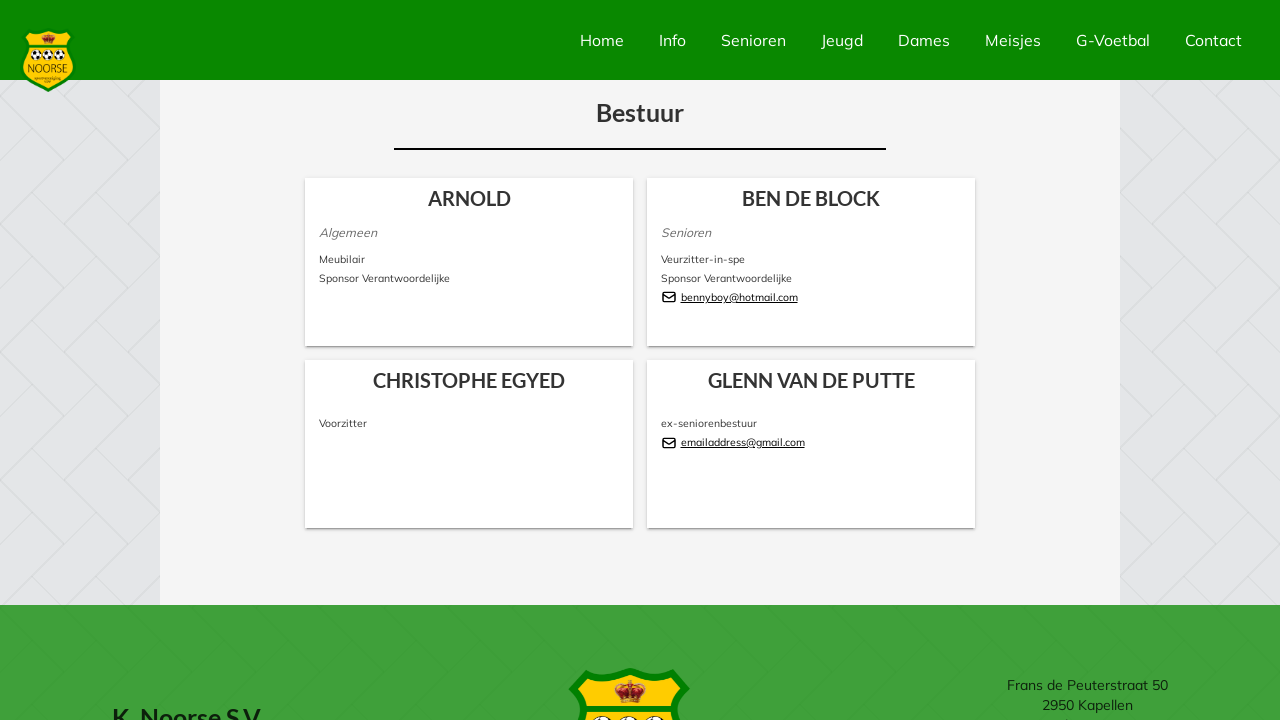 NOORSE
Home
Info
Senioren
Jeugd
Dames
Meisjes
G-Voetbal
Contact
Bestuur
ARNOLD
Algemeen
Meubilair
Sponsor Verantwoordelijke
BEN DE BLOCK
Senioren
Veurzitter-in-spe
Sponsor Verantwoordelijke
bennyboy@hotmail.com
CHRISTOPHE EGYED
Voorzitter
GLENN VAN DE PUTTE
ex-seniorenbestuur
emailaddress@gmail.com
K. Noorse S.V.
Frans de Peuterstraat 50
2950 Kapellen